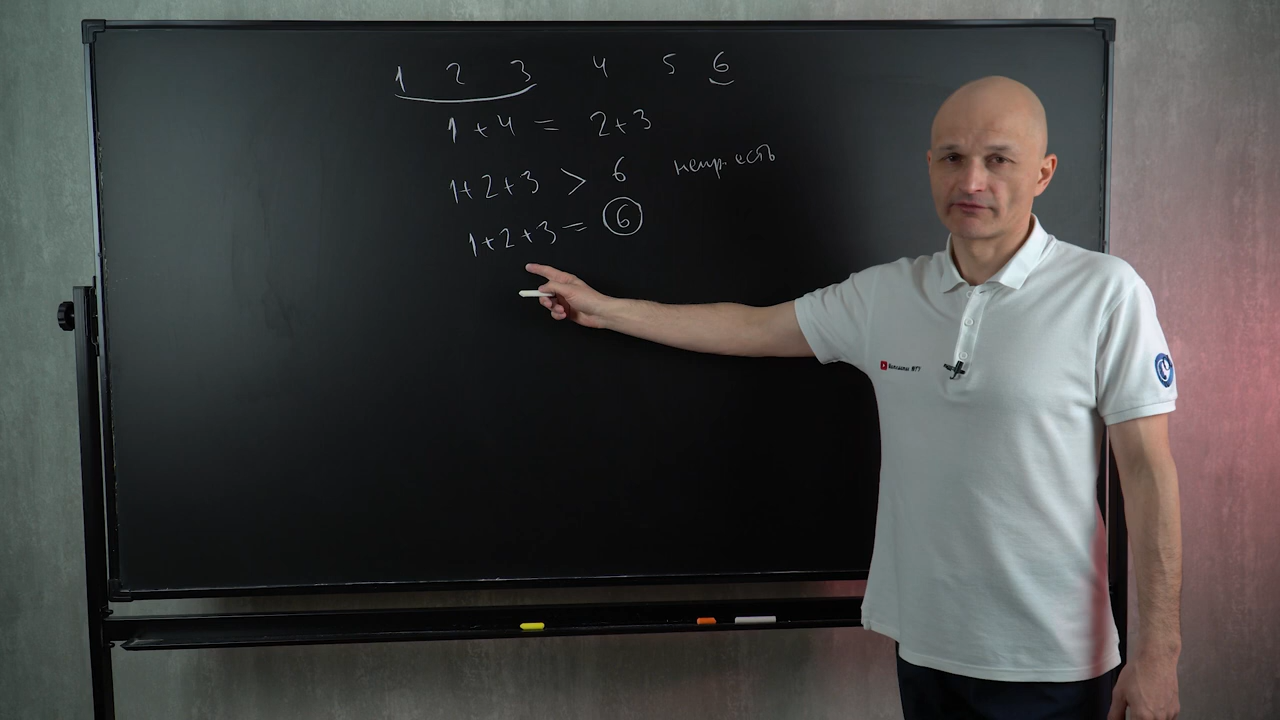 1 2 3 4 5 6
1+4 = 2+3
1+2+3 > 6 непр. есть
1+2+3 = 6